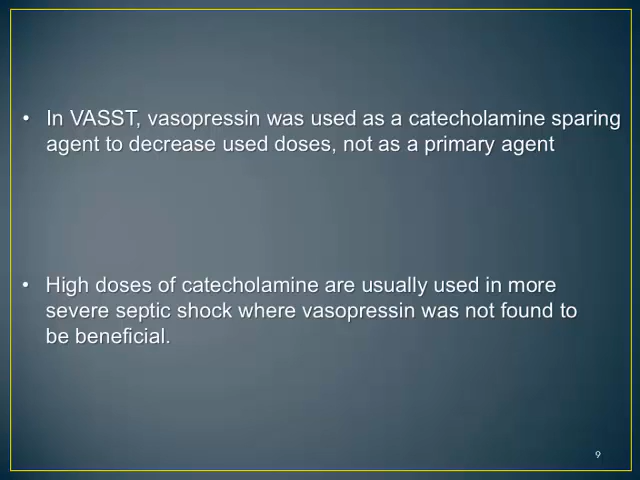 • In VASST, vasopressin was used as a catecholamine sparing
agent to decrease used doses, not as a primary agent
• High doses of catecholamine are usually used in more
severe septic shock where vasopressin was not found to
be beneficial.
9